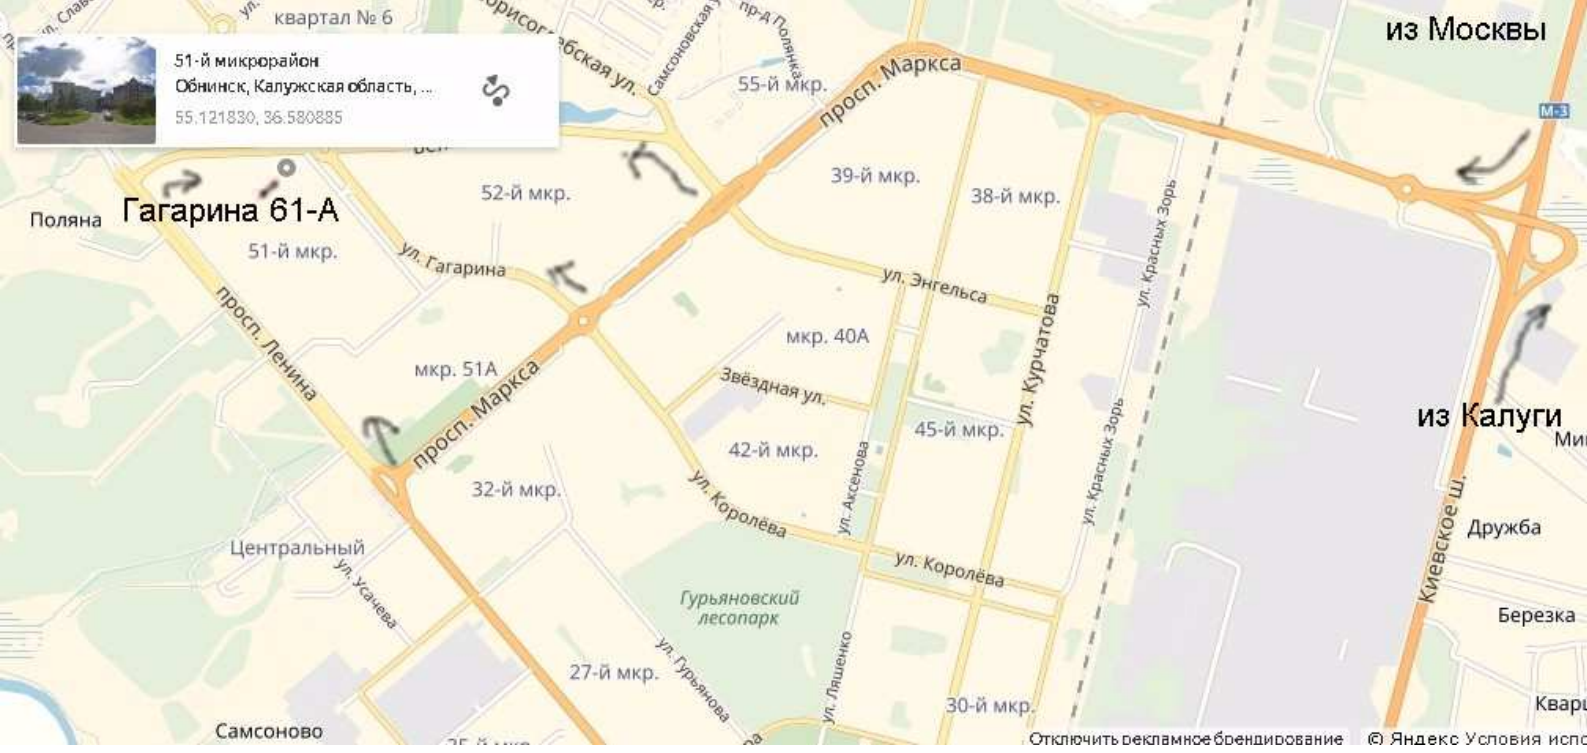 квартал № 6
из Москвы
51-й микрорайон
Обнинск, Калужская область, ...
55.121830, 36.580885
Самсоновская
пр-д Полянка
55-й мкр.
просп. Маркса
М-3
52-й мкр.
39-й мкр.
38-й мкр.
Поляна
Гагарина 61-А
51-й мкр.
ул. Гагарина
ул. Энгельса
ул. Красных Зорь
просп. Ленина
мкр. 40А
ул. Курчатова
мкр. 51А
Звёздная ул.
просп. Маркса
из Калуги
45-й мкр.
42-й мкр.
ул. Аксенова
ул. Красных Зорь
32-й мкр.
ул. Королёва
Киевское ш.
Дружба
Центральный
ул. Усачева
ул. Королёва
Гурьяновский
лесопарк
Березка
ул. Гурьянова
ул. Ляшенко
27-й мкр.
30-й мкр.
Самсоново
Отключить рекламное брендирование
© Яндекс Условия испо